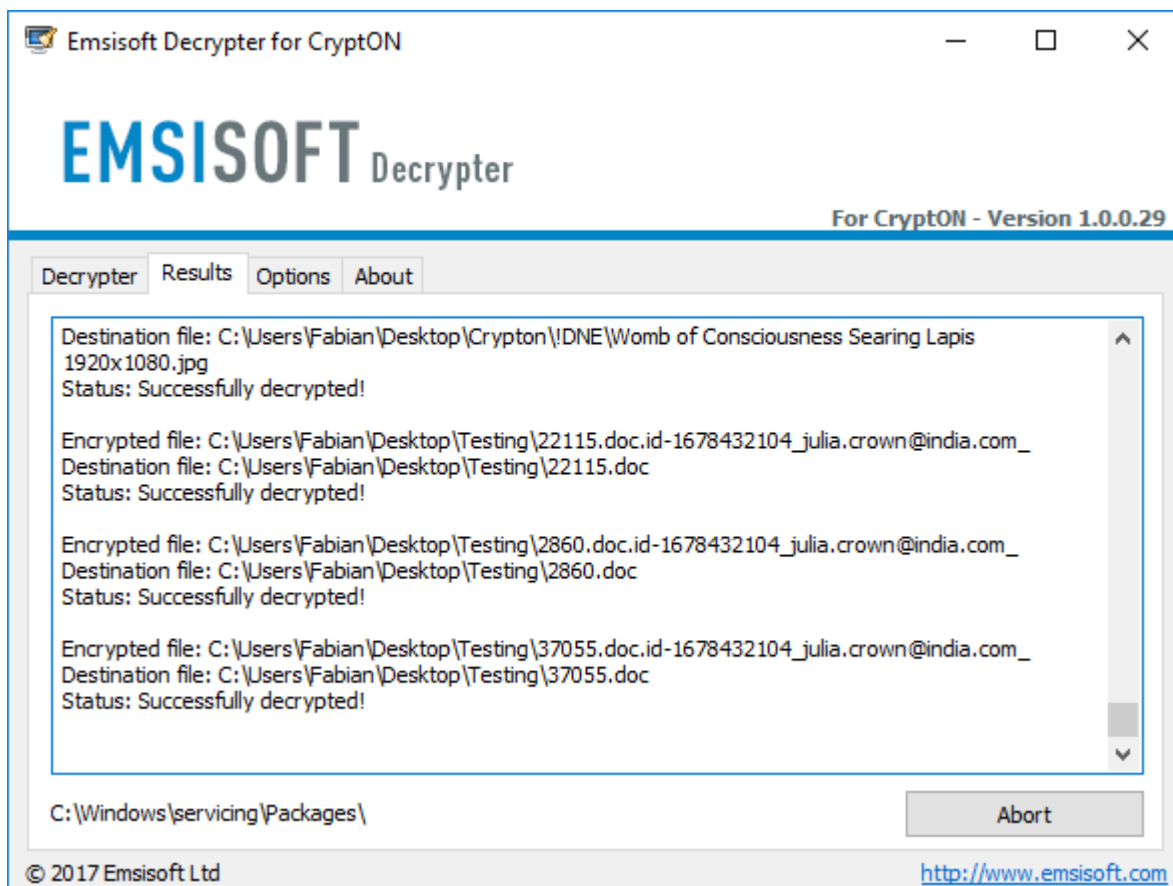 Emsisoft Decrypter for CryptON
EMSISOFT Decrypter
For CryptON - Version 1.0.0.29
Decrypter Results Options About
Destination file: C:\Users\Fabian\Desktop\Crypton\!DNE\Womb of Consciousness Searing Lapis
1920x1080.jpg
Status: Successfully decrypted!
Encrypted file: C:\Users\Fabian\Desktop\Testing\22115.doc.id-1678432104_julia.crown@india.com_
Destination file: C:\Users\Fabian\Desktop\Testing\22115.doc
Status: Successfully decrypted!
Encrypted file: C:\Users\Fabian\Desktop\Testing\2860.doc.id-1678432104_julia.crown@india.com_
Destination file: C:\Users\Fabian\Desktop\Testing\2860.doc
Status: Successfully decrypted!
Encrypted file: C:\Users\Fabian\Desktop\Testing\37055.doc.id-1678432104_julia.crown@india.com_
Destination file: C:\Users\Fabian\Desktop\Testing\37055.doc
Status: Successfully decrypted!
C:\Windows\servicing\Packages\
Abort
© 2017 Emsisoft Ltd
http://www.emsisoft.com